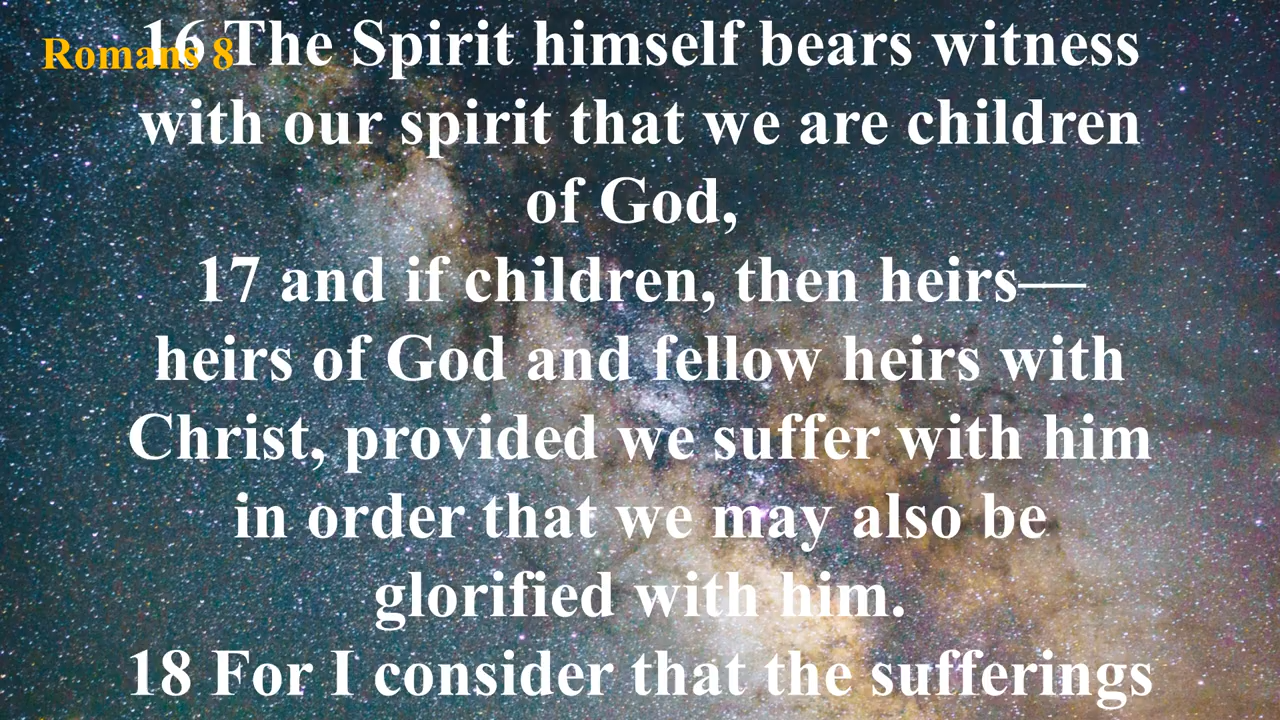 Romans 8
16 The Spirit himself bears witness
with our spirit that we are children
of God,
17 and if children, then heirs—
heirs of God and fellow heirs with
Christ, provided we suffer with him
in order that we may also be
glorified with him.
18 For I consider that the sufferings